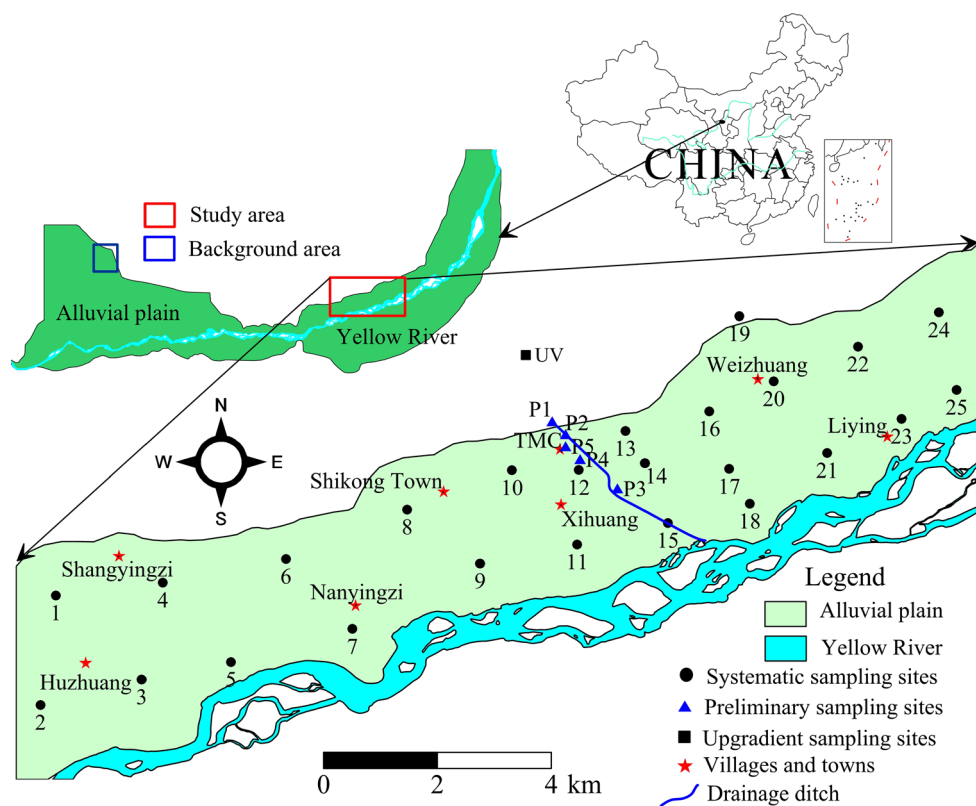 CHINA
Study area
Background area
Alluvial plain
Yellow River
19
24
UV
22
Weizhuang
20
25
P1
P2
16
Liying
23
TMC
P5
13
P4
N
W
E
S
Shikong Town
10
12
14
21
17
P3
8
Xihuang
18
15
Shangyingzi
6
11
4
9
1
Nanyingzi
7
Huzhuang
3
5
2
Legend
Alluvial plain
Yellow River
Systematic sampling sites
Preliminary sampling sites
Upgradient sampling sites
Villages and towns
Drainage ditch
0
2
4 km